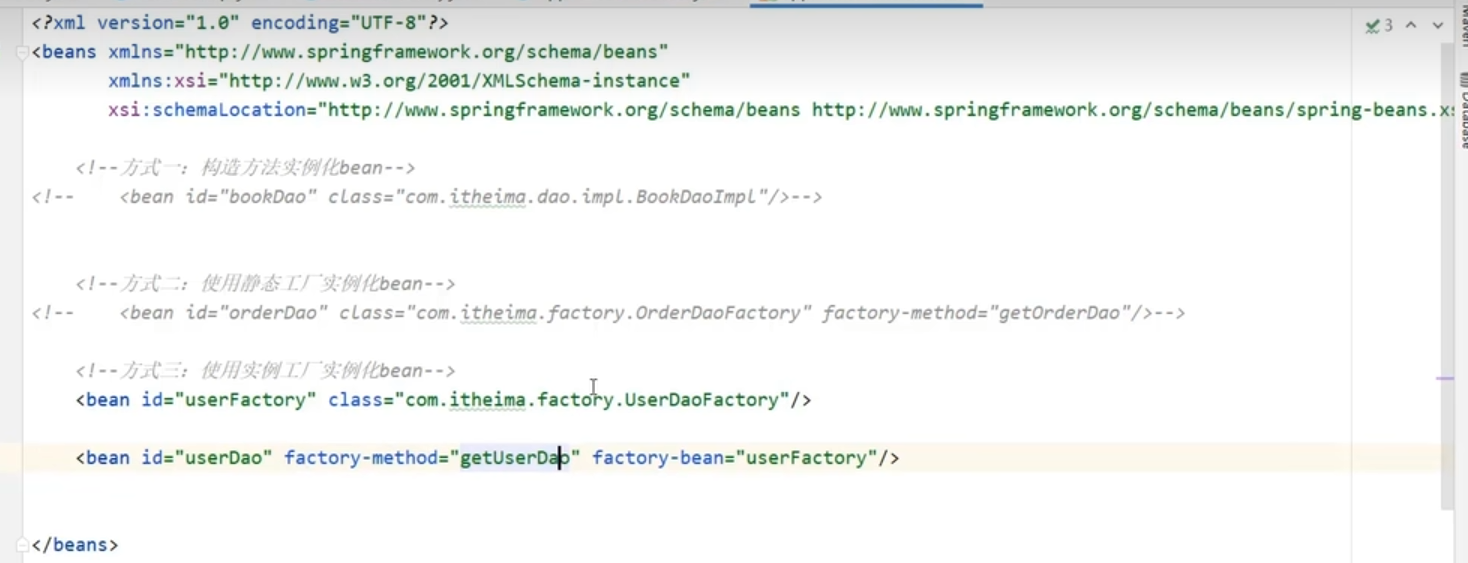 <?xml version="1.0" encoding="UTF-8"?>
3
<beans xmlns="http://www.springframework.org/schema/beans"
xmlns:xsi="http://www.w3.org/2001/XMLSchema-instance"
xsi:schemaLocation="http://www.springframework.org/schema/beans http://www.springframework.org/schema/beans/spring-beans.xs
<!--方式一：构造方法实例化bean-->
<!-- <bean id="bookDao" class="com.itheima.dao.impl.BookDaoImpl"/>-->
<!--方式二：使用静态工厂实例化bean-->
<!-- <bean id="orderDao" class="com.itheima.factory.OrderDaoFactory" factory-method="getOrderDao"/>-->
<!--方式三：使用实例工厂实例化bean-->
<bean id="userFactory" class="com.itheima.factory.UserDaoFactory"/>
<bean id="userDao" factory-method="getUserDao" factory-bean="userFactory"/>
</beans>
Maven
Database